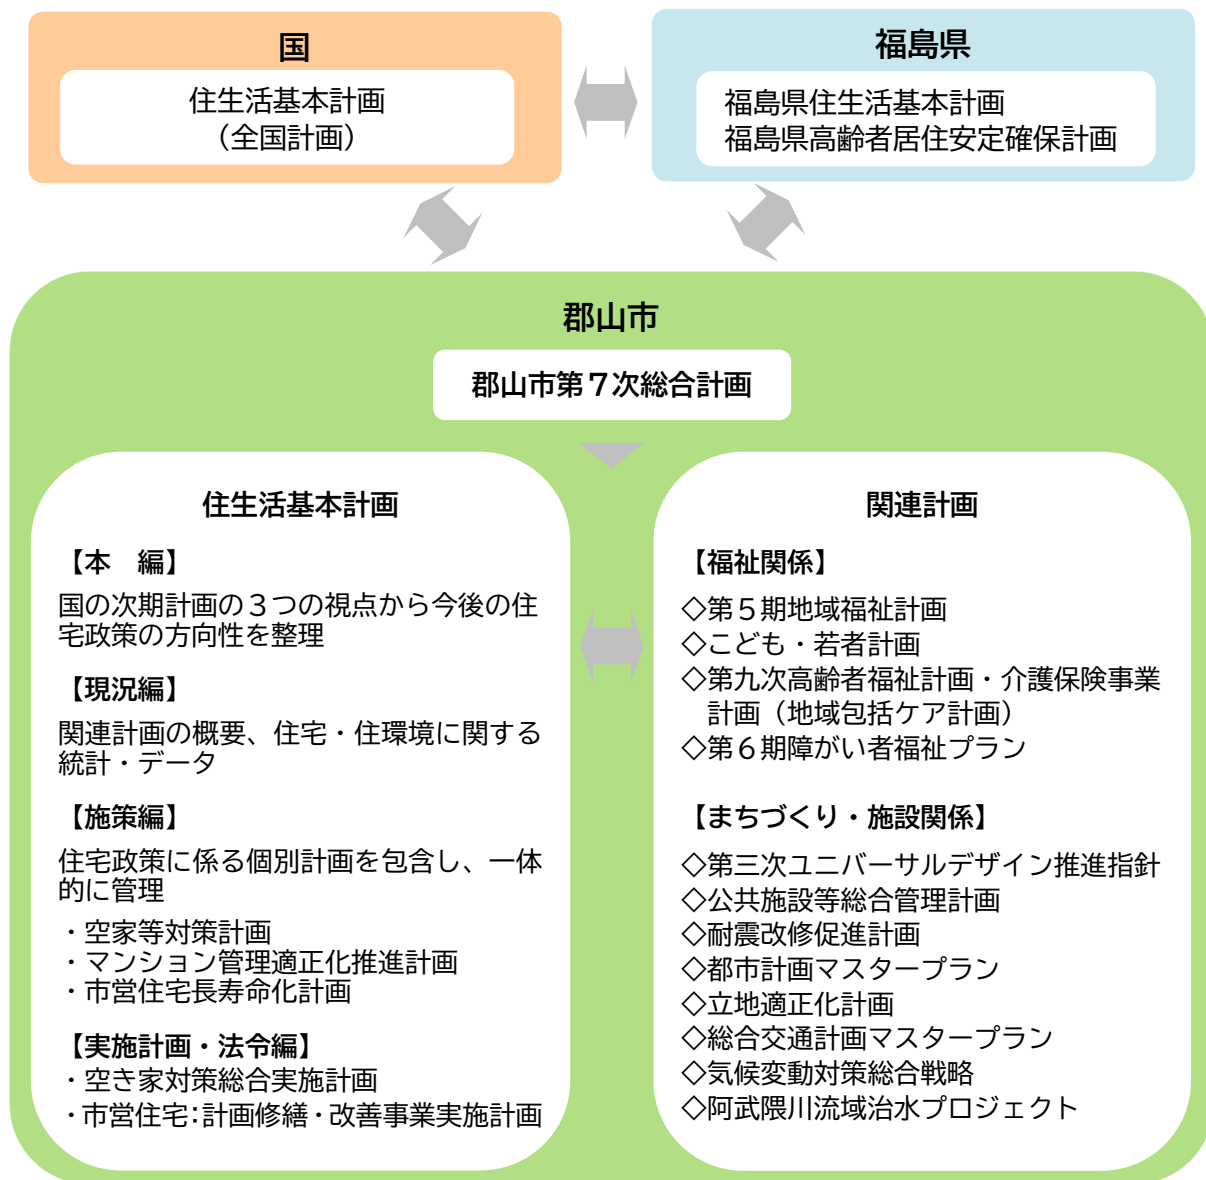 国
住生活基本計画
（全国計画）
福島県
福島県住生活基本計画
福島県高齢者居住安定確保計画
郡山市
郡山市第７次総合計画
住生活基本計画
【本　編】
国の次期計画の３つの視点から今後の住
宅政策の方向性を整理
【現況編】
関連計画の概要、住宅・住環境に関する
統計・データ
【施策編】
住宅政策に係る個別計画を包含し、一体
的に管理
・空家等対策計画
・マンション管理適正化推進計画
・市営住宅長寿命化計画
【実施計画・法令編】
・空き家対策総合実施計画
・市営住宅：計画修繕・改善事業実施計画
関連計画
【福祉関係】
◇第５期地域福祉計画
◇こども・若者計画
◇第九次高齢者福祉計画・介護保険事業
計画（地域包括ケア計画）
◇第６期障がい者福祉プラン
【まちづくり・施設関係】
◇第三次ユニバーサルデザイン推進指針
◇公共施設等総合管理計画
◇耐震改修促進計画
◇都市計画マスタープラン
◇立地適正化計画
◇総合交通計画マスタープラン
◇気候変動対策総合戦略
◇阿武隈川流域治水プロジェクト